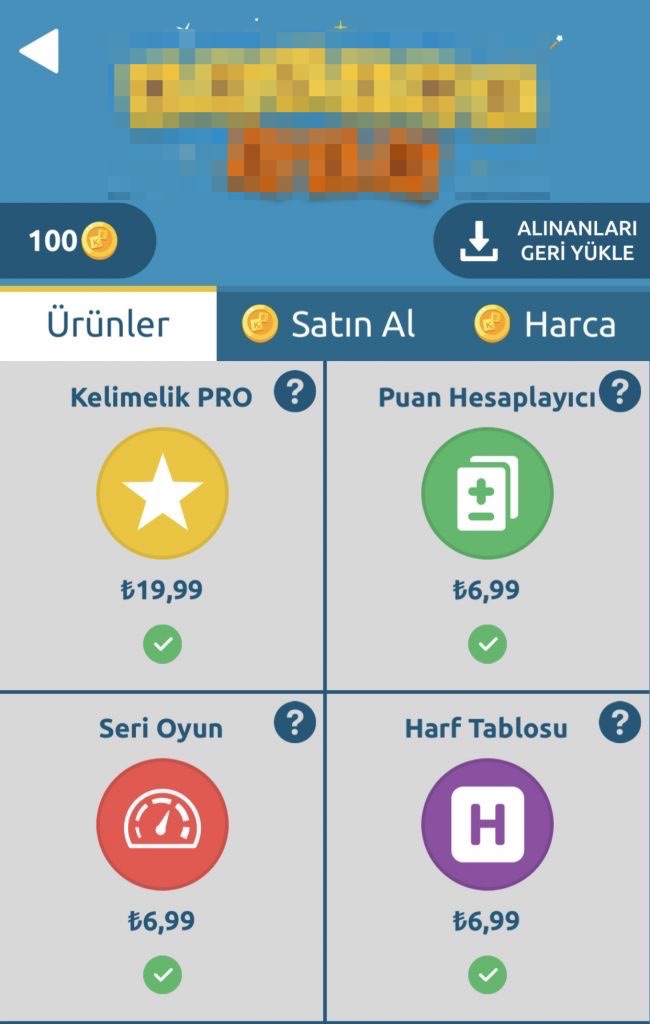 100
ALINANLARI
GERİ YÜKLE
Ürünler
Satın Al
Harca
Kelimelik PRO
?
Puan Hesaplayıcı
?
₺19,99
₺6,99
Seri Oyun
?
Harf Tablosu
?
H
₺6,99
₺6,99